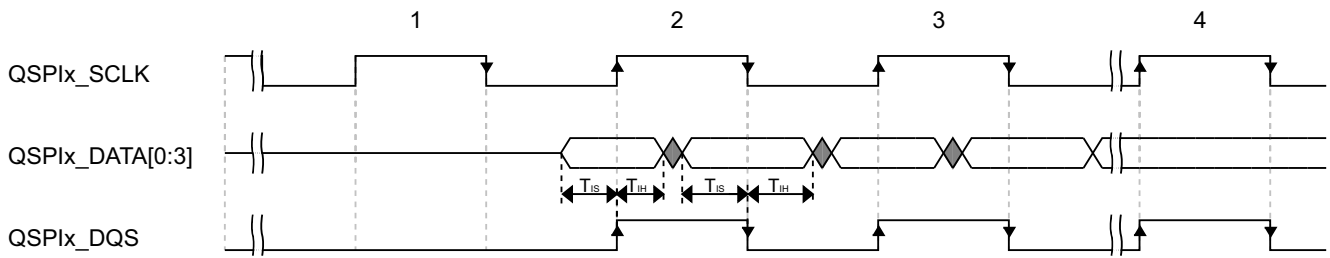 1 2 3 4
QSPIx_SCLK
QSPIx_DATA[0:3]
TIS TIH TIS TIH
QSPIx_DQS